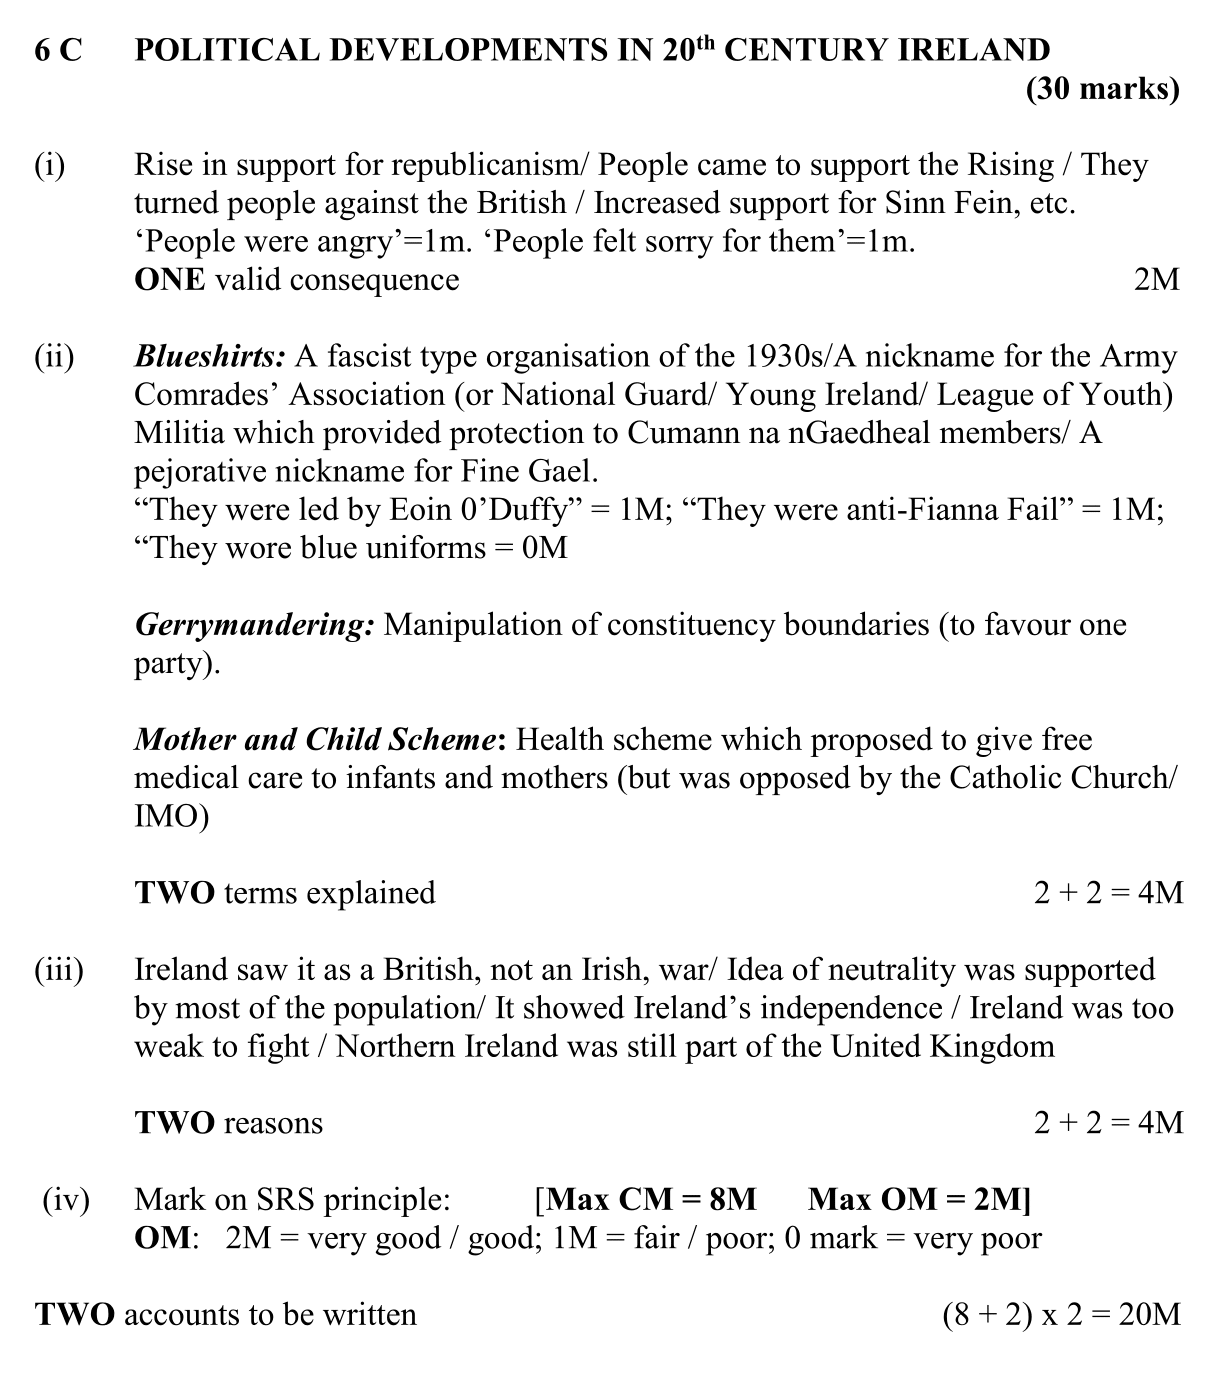 6 C POLITICAL DEVELOPMENTS IN 20th CENTURY IRELAND
(30 marks)
(i) Rise in support for republicanism/ People came to support the Rising / They
turned people against the British / Increased support for Sinn Fein, etc.
‘People were angry’=1m. ‘People felt sorry for them’=1m.
ONE valid consequence 2M
(ii) Blueshirts: A fascist type organisation of the 1930s/A nickname for the Army
Comrades’ Association (or National Guard/ Young Ireland/ League of Youth)
Militia which provided protection to Cumann na nGaedheal members/ A
pejorative nickname for Fine Gael.
“They were led by Eoin 0’Duffy” = 1M; “They were anti-Fianna Fail” = 1M;
“They wore blue uniforms = 0M
Gerrymandering: Manipulation of constituency boundaries (to favour one
party).
Mother and Child Scheme: Health scheme which proposed to give free
medical care to infants and mothers (but was opposed by the Catholic Church/
IMO)
TWO terms explained 2 + 2 = 4M
(iii) Ireland saw it as a British, not an Irish, war/ Idea of neutrality was supported
by most of the population/ It showed Ireland’s independence / Ireland was too
weak to fight / Northern Ireland was still part of the United Kingdom
TWO reasons 2 + 2 = 4M
(iv) Mark on SRS principle: [Max CM = 8M Max OM = 2M]
OM: 2M = very good / good; 1M = fair / poor; 0 mark = very poor
TWO accounts to be written (8 + 2) x 2 = 20M